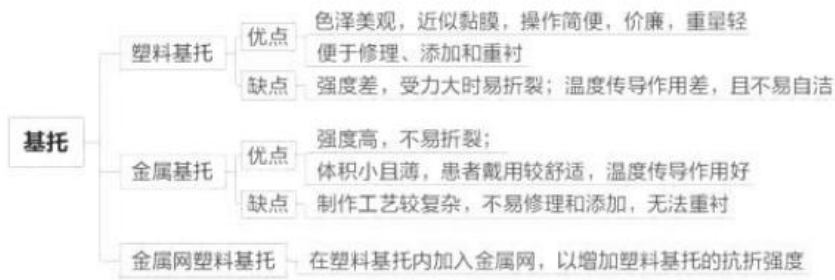 基托
塑料基托
优点
色泽美观，近似黏膜，操作简便，价廉，重量轻
便于修理、添加和重衬
缺点
强度差，受力大时易折裂；温度传导作用差，且不易自洁
金属基托
优点
强度高，不易折裂；
体积小且薄，患者戴用较舒适，温度传导作用好
缺点
制作工艺较复杂，不易修理和添加，无法重衬
金属网塑料基托
在塑料基托内加入金属网，以增加塑料基托的抗折强度